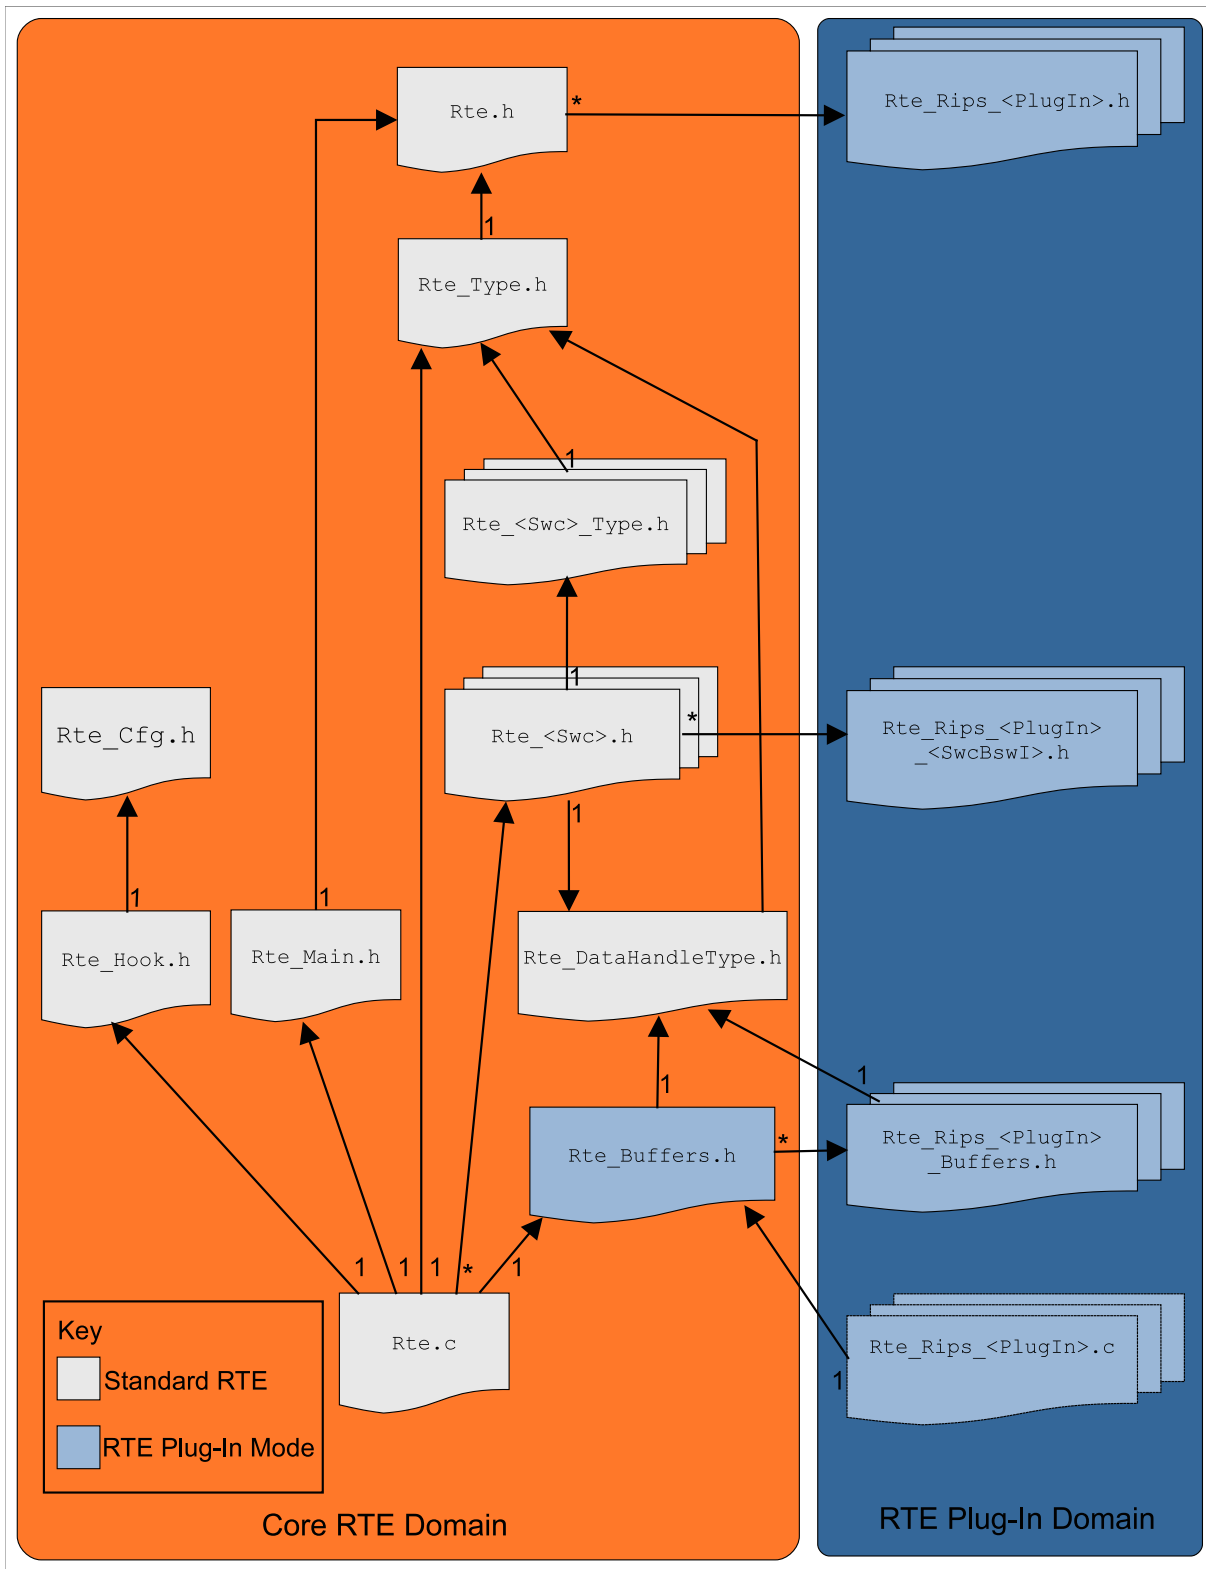 Rte.h
*
Rte_Rips_<PlugIn>.h
1
Rte_Type.h
1
Rte_<Swc>_Type.h
1
Rte_Cfg.h
Rte_<Swc>.h
*
Rte_Rips_<PlugIn>
_<SwcBswI>.h
1
1
1
Rte_Hook.h
Rte_Main.h
Rte_DataHandleType.h
1
1
Rte_Buffers.h
*
Rte_Rips_<PlugIn>
_Buffers.h
1
1
1
*
1
Rte.c
1
Rte_Rips_<PlugIn>.c
Key
Standard RTE
RTE Plug-In Mode
Core RTE Domain
RTE Plug-In Domain